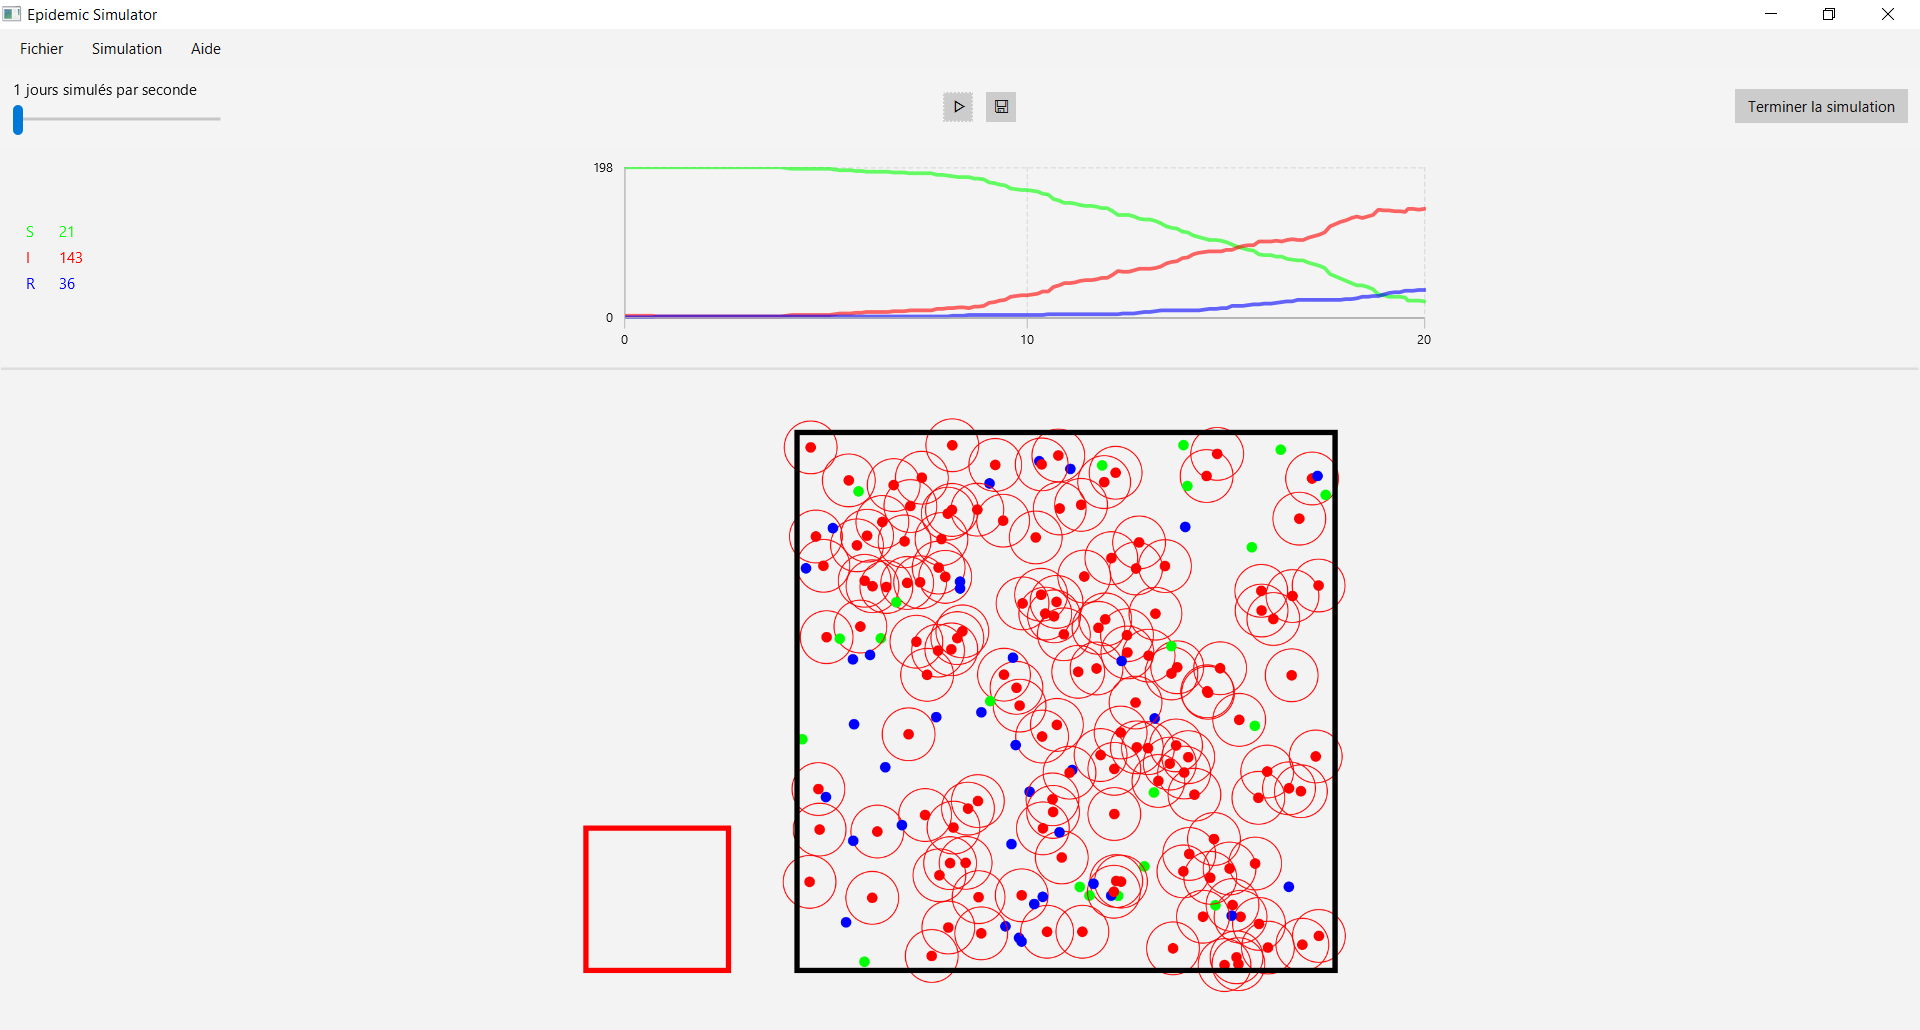 Epidemic Simulator
Fichier Simulation Aide
1 jours simulés par seconde
Terminer la simulation
198
0
0 10 20
S 21
I 143
R 36